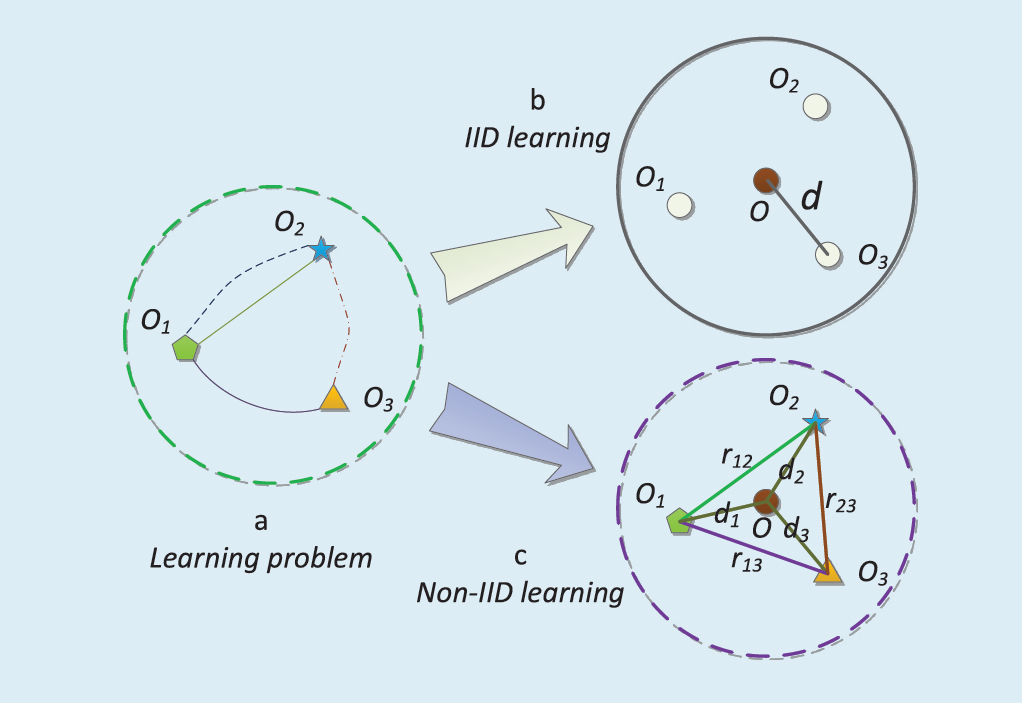 O2
O1
O3
a
Learning problem
b
IID learning
O2
O1
O
d
O3
c
Non-IID learning
O2
r12
d2
O1
d1
O
d3
r23
r13
O3